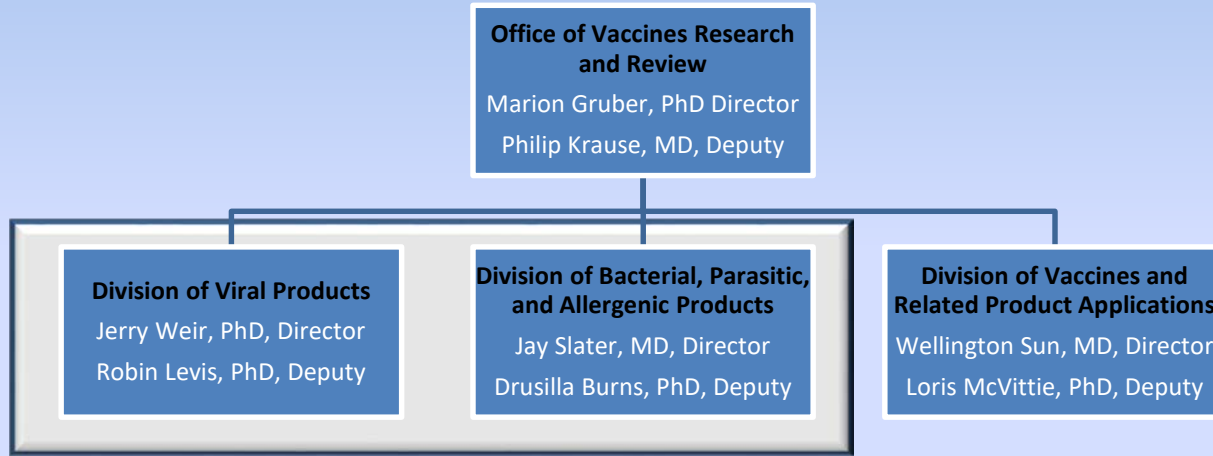 Office of Vaccines Research
and Review
Marion Gruber, PhD Director
Philip Krause, MD, Deputy
Division of Viral Products
Jerry Weir, PhD, Director
Robin Levis, PhD, Deputy
Division of Bacterial, Parasitic,
and Allergenic Products
Jay Slater, MD, Director
Drusilla Burns, PhD, Deputy
Division of Vaccines and
Related Product Applications
Wellington Sun, MD, Director
Loris McVittie, PhD, Deputy